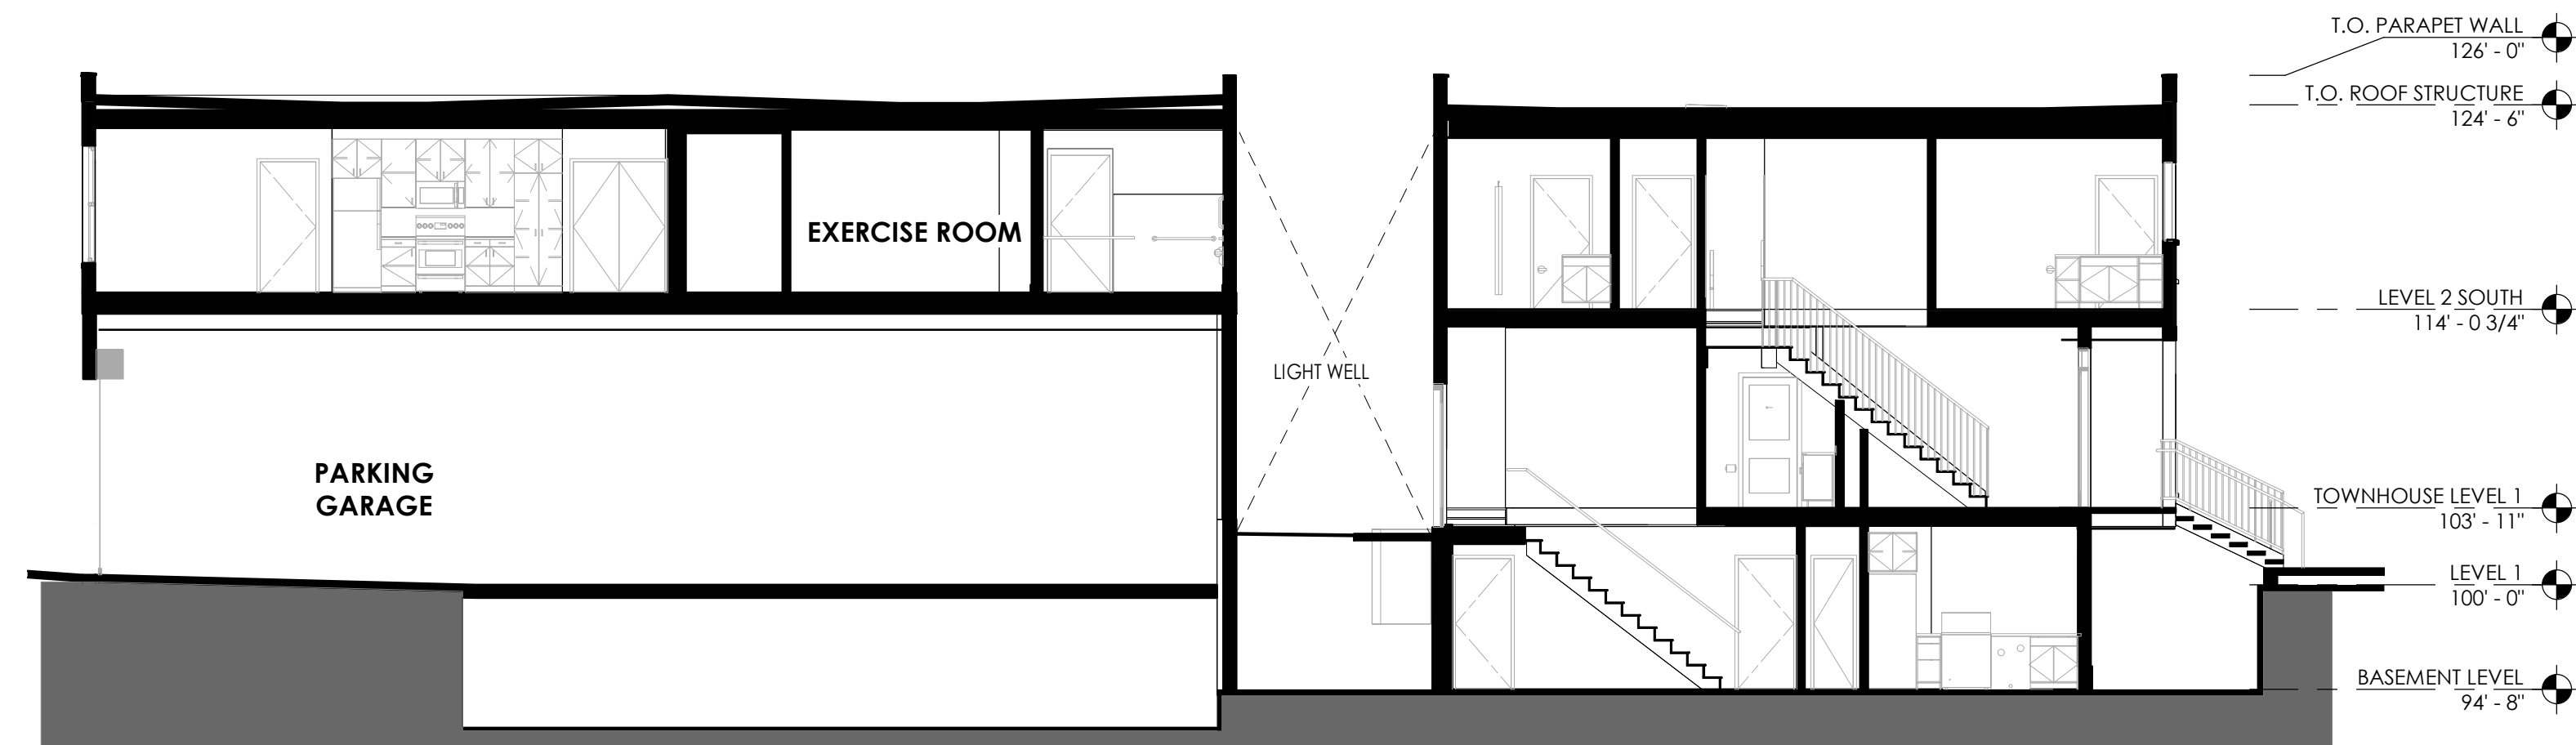 T.O. PARAPET WALL
126' - 0"
T.O. ROOF STRUCTURE
124' - 6"
EXERCISE ROOM
LEVEL 2 SOUTH
114' - 0 3/4"
LIGHT WELL
PARKING
GARAGE
TOWNHOUSE LEVEL 1
103' - 11"
LEVEL 1
100' - 0"
BASEMENT LEVEL
94' - 8"